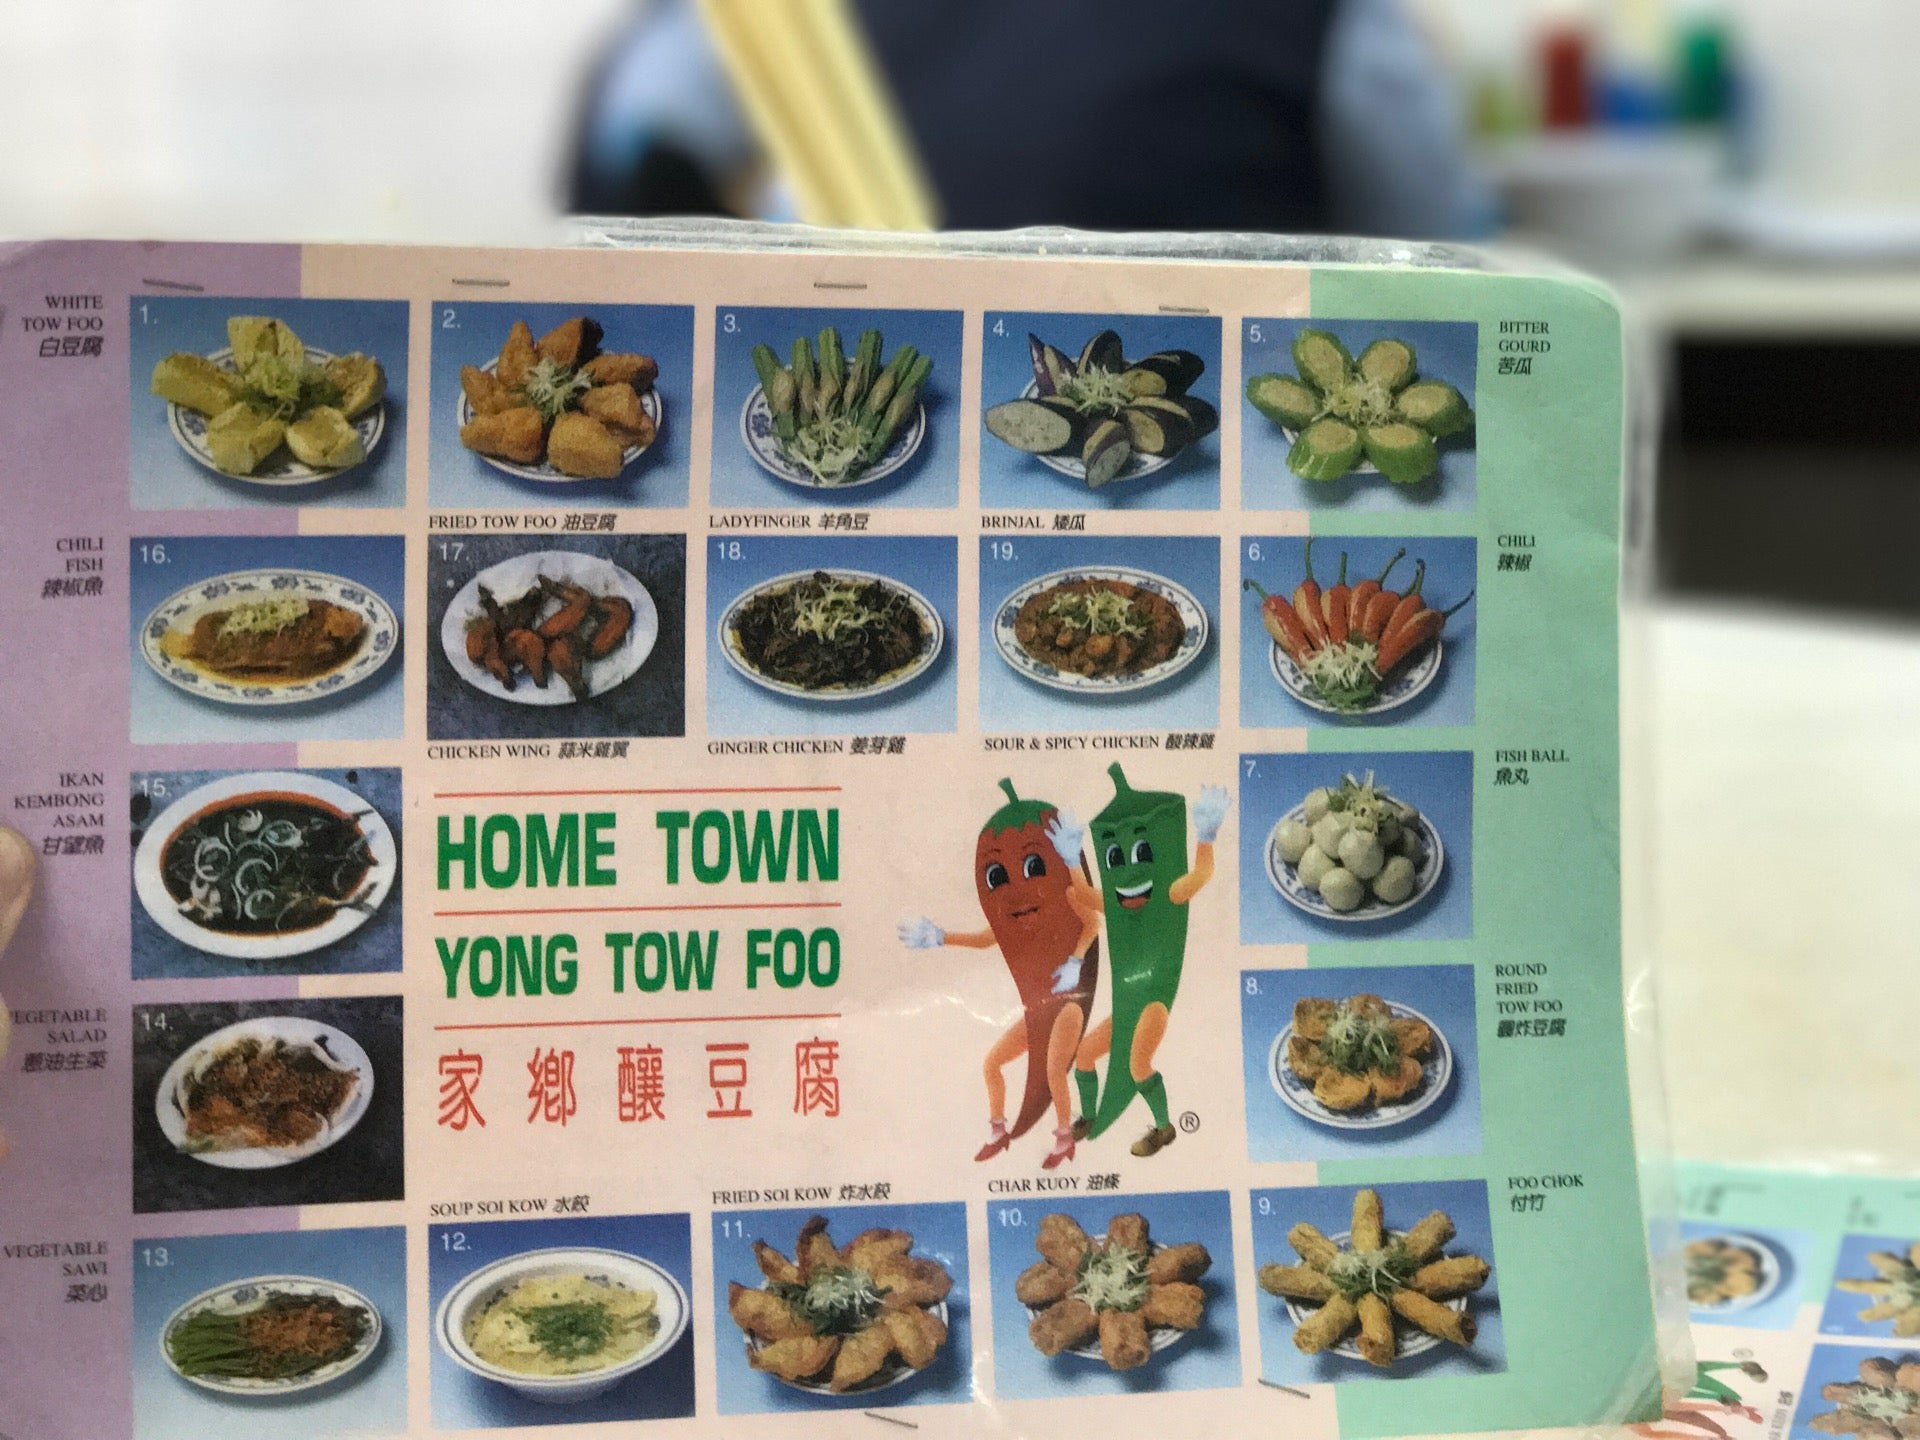 WHITE
TOW FOO
白豆腐
1.
2.
FRIED TOW FOO 油豆腐
3.
LADYFINGER 羊角豆
4.
BRINJAL 矮瓜
5.
BITTER
GOURD
苦瓜
CHILI
FISH
辣椒魚
16.
17.
CHICKEN WING 蒜米雞翼
18.
GINGER CHICKEN 姜芽雞
19.
SOUR & SPICY CHICKEN 酸辣雞
6.
CHILI
辣椒
IKAN
KEMBONG
ASAM
甘望魚
15.
HOME TOWN
YONG TOW FOO
家鄉釀豆腐
®
7.
FISH BALL
魚丸
EGETABLE
SALAD
蔥油生菜
14.
8.
ROUND
FRIED
TOW FOO
圓炸豆腐
VEGETABLE
SAWI
菜心
13.
SOUP SOI KOW 水餃
12.
FRIED SOI KOW 炸水餃
11.
CHAR KUOY 油條
10.
9.
FOO CHOK
付竹